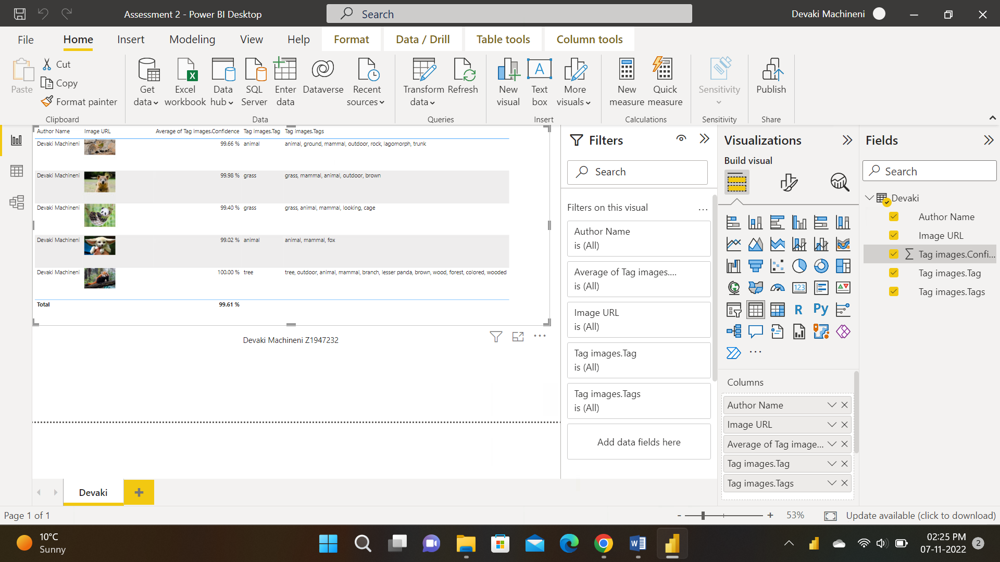 Assessment 2 - Power BI Desktop
Search
Devaki Machineni
File
Home
Insert
Modeling
View
Help
Format
Data / Drill
Table tools
Column tools
Paste
Cut
Copy
Format painter
Clipboard
Get data
Excel workbook
Data hub
SQL Server
Enter data
Dataverse
Recent sources
Data
Transform data
Refresh
Queries
New visual
Text box
More visuals
Insert
New measure
Quick measure
Calculations
Sensitivity
Sensitivity
Publish
Share
Author Name Image URL Average of Tag images.Confidence Tag images.Tag Tag images.Tags
Devaki Machineni 99.66 % animal animal, ground, mammal, outdoor, rock, lagomorph, trunk
Devaki Machineni 99.98 % grass grass, mammal, animal, outdoor, brown
Devaki Machineni 99.40 % grass grass, animal, mammal, looking, cage
Devaki Machineni 99.02 % animal animal, mammal, fox
Devaki Machineni 100.00 % tree tree, outdoor, animal, mammal, branch, lesser panda, brown, wood, forest, colored, wooded
Total 99.61 %
Devaki Machineni Z1947232
Filters
Search
Filters on this visual
...
Author Name
is (All)
Average of Tag images....
is (All)
Image URL
is (All)
Tag images.Tag
is (All)
Tag images.Tags
is (All)
Add data fields here
Visualizations
Build visual
123
R
Py
...
Columns
Author Name
Image URL
Average of Tag image...
Tag images.Tag
Tag images.Tags
Fields
Search
Devaki
Author Name
Image URL
Tag images.Confi...
Tag images.Tag
Tag images.Tags
Devaki
Page 1 of 1
- + 53%
Update available (click to download)
10°C
Sunny
02:25 PM
07-11-2022
2